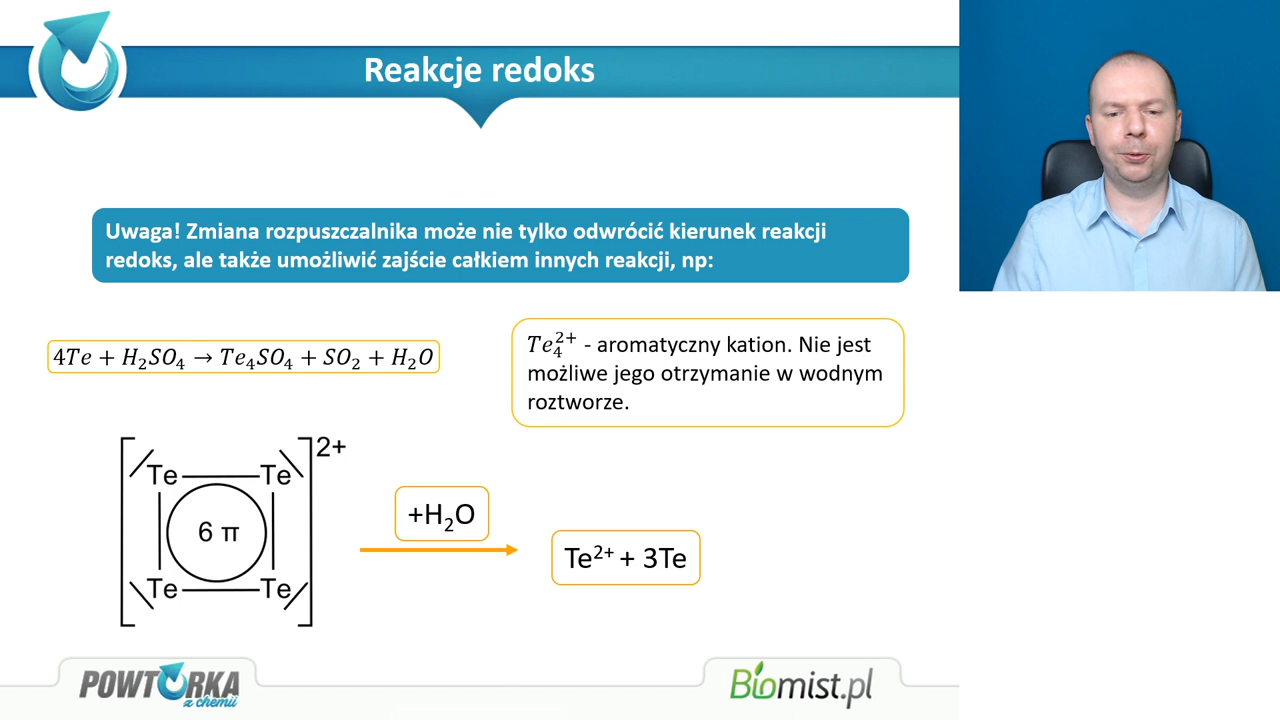 Reakcje redoks
Uwaga! Zmiana rozpuszczalnika może nie tylko odwrócić kierunek reakcji
redoks, ale także umożliwić zajście całkiem innych reakcji, np:
4Te + H₂SO₄ → Te₄SO₄ + SO₂ + H₂O
Te₄²⁺ - aromatyczny kation. Nie jest
możliwe jego otrzymanie w wodnym
roztworze.
2+
Te Te
6 π
Te Te
+H₂O
Te²⁺ + 3Te
POWTÓRKA
z chemii
Biomist.pl